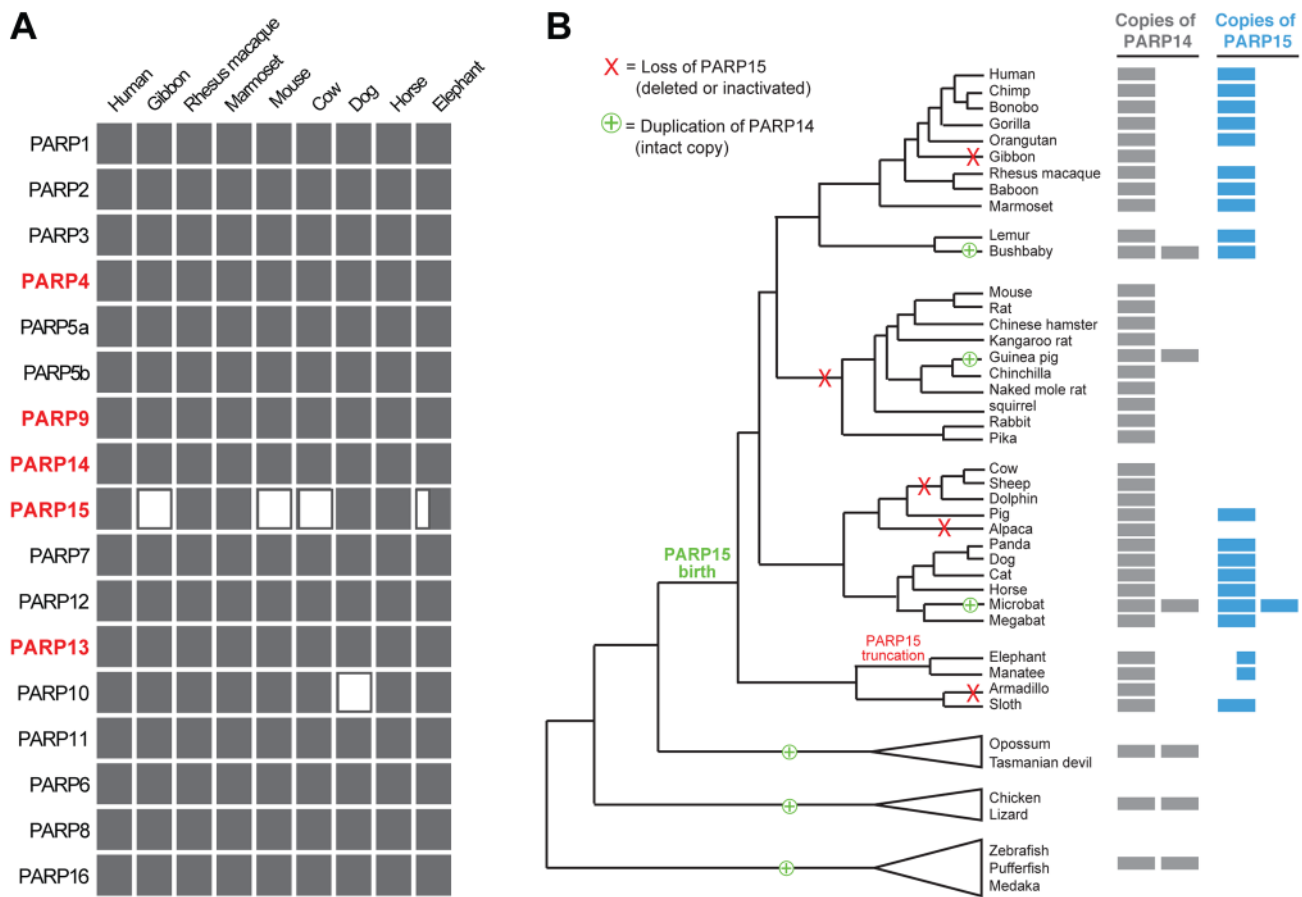 A
Human
Gibbon
Rhesus macaque
Marmoset
Mouse
Cow
Dog
Horse
Elephant
PARP1
PARP2
PARP3
PARP4
PARP5a
PARP5b
PARP9
PARP14
PARP15
PARP7
PARP12
PARP13
PARP10
PARP11
PARP6
PARP8
PARP16
B
X = Loss of PARP15
(deleted or inactivated)
+ = Duplication of PARP14
(intact copy)
Copies of
PARP14
Copies of
PARP15
Human
Chimp
Bonobo
Gorilla
Orangutan
Gibbon
Rhesus macaque
Baboon
Marmoset
Lemur
Bushbaby
Mouse
Rat
Chinese hamster
Kangaroo rat
Guinea pig
Chinchilla
Naked mole rat
squirrel
Rabbit
Pika
Cow
Sheep
Dolphin
Pig
Alpaca
Panda
Dog
Cat
Horse
Microbat
Megabat
PARP15
birth
PARP15
truncation
Elephant
Manatee
Armadillo
Sloth
Opossum
Tasmanian devil
Chicken
Lizard
Zebrafish
Pufferfish
Medaka